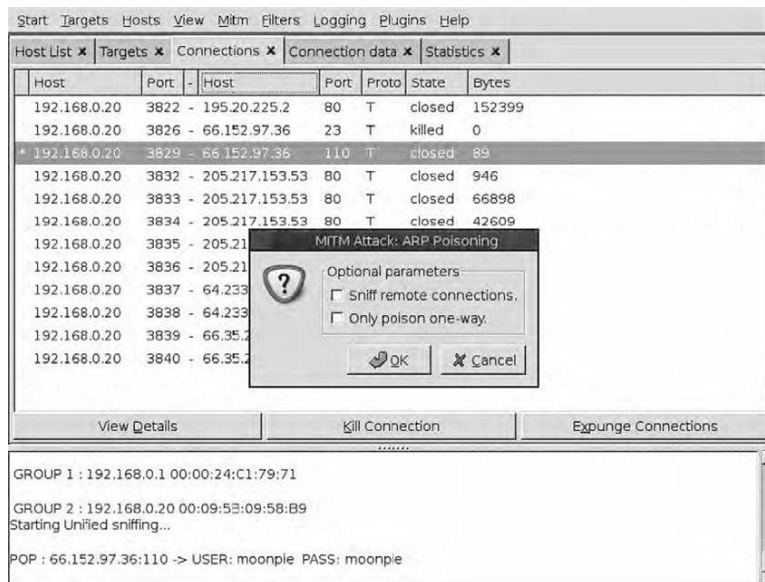 Start Targets Hosts View Mitm Filters Logging Plugins Help
Host List x Targets x Connections x Connection data x Statistics x
Host Port - Host Port Proto State Bytes
192.168.0.20 3822 - 195.20.225.2 80 T closed 152399
192.168.0.20 3826 - 66.152.97.36 23 T killed 0
* 192.168.0.20 3829 - 66.152.97.36 110 T closed 89
192.168.0.20 3832 - 205.217.153.53 80 T closed 946
192.168.0.20 3833 - 205.217.153.53 80 T closed 66898
192.168.0.20 3834 - 205.217.153.53 80 T closed 42609
192.168.0.20 3835 - 205.21
192.168.0.20 3836 - 205.21
192.168.0.20 3837 - 64.233
192.168.0.20 3838 - 64.233
192.168.0.20 3839 - 66.35.2
192.168.0.20 3840 - 66.35.2
MITM Attack: ARP Poisoning
Optional parameters
Sniff remote connections.
Only poison one-way.
OK Cancel
View Details Kill Connection Expunge Connections
GROUP 1 : 192.168.0.1 00:00:24:C1:79:71
GROUP 2 : 192.168.0.20 00:09:53:09:58:B9
Starting Unified sniffing...
POP : 66.152.97.36:110 -> USER: moonpie PASS: moonpie